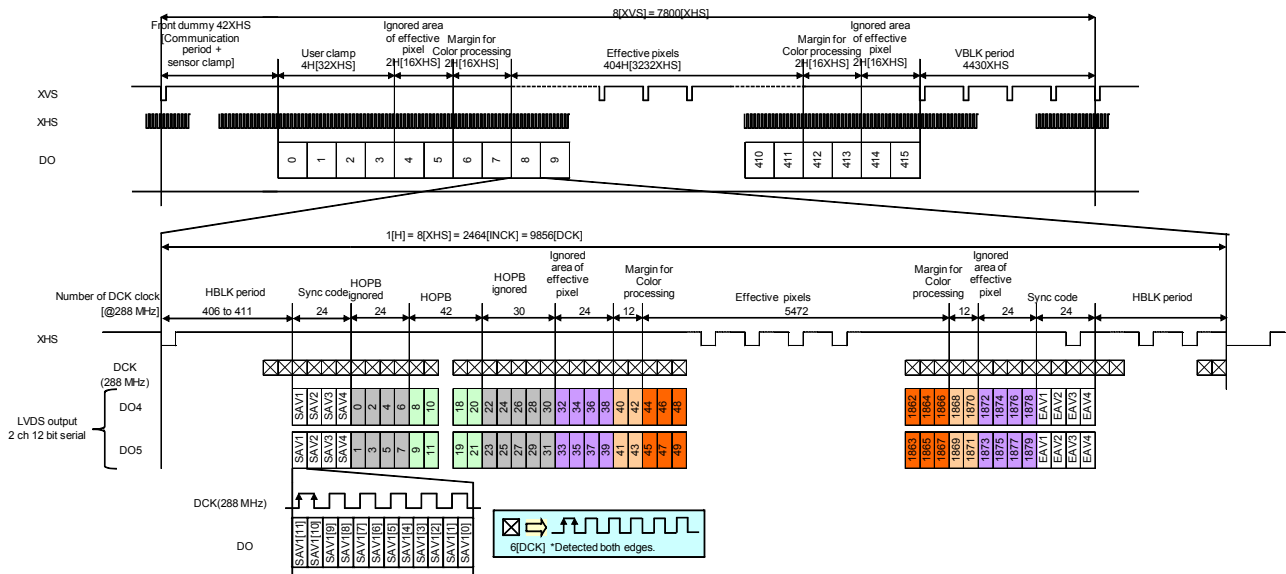 8[XVS] = 7800[XHS]
Front dummy 42XHS
[Communication
period +
sensor clamp]
User clamp
4H[32XHS]
Ignored area
of effective
pixel
2H[16XHS]
Margin for
Color processing
2H[16XHS]
Effective pixels
404H[3232XHS]
Margin for
Color processing
2H[16XHS]
Ignored area
of effective
pixel
2H[16XHS]
VBLK period
4430XHS
XVS
XHS
DO
0 1 2 3 4 5 6 7 8 9
410 411 412 413 414 415
1[H] = 8[XHS] = 2464[INCK] = 9856[DCK]
Number of DCK clock
[@288 MHz]
HBLK period
406 to 411
Sync code
24
HOPB
ignored
24
HOPB
42
HOPB
ignored
30
Ignored
area of
effective
pixel
24
Margin for
Color
processing
12
Effective pixels
5472
Margin for
Color
processing
12
Ignored
area of
effective
pixel
24
Sync code
24
HBLK period
XHS
DCK
(288 MHz)
LVDS output
2 ch 12 bit serial
DO4
SAV1 SAV2 SAV3 SAV4 0 2 4 6 8 10
18 20 22 24 26 28 30 32 34 36 38 40 42 44 46 48
1862 1864 1866 1868 1870 1872 1874 1876 1878 EAV1 EAV2 EAV3 EAV4
DO5
SAV1 SAV2 SAV3 SAV4 1 3 5 7 9 11
19 21 23 25 27 29 31 33 35 37 39 41 43 45 47 49
1863 1865 1867 1869 1871 1873 1875 1877 1879 EAV1 EAV2 EAV3 EAV4
DCK(288 MHz)
DO
SAV1[11] SAV1[10] SAV1[9] SAV1[8] SAV1[7] SAV1[6] SAV1[5] SAV1[4] SAV1[3] SAV1[2] SAV1[1] SAV1[0]
6[DCK] *Detected both edges.